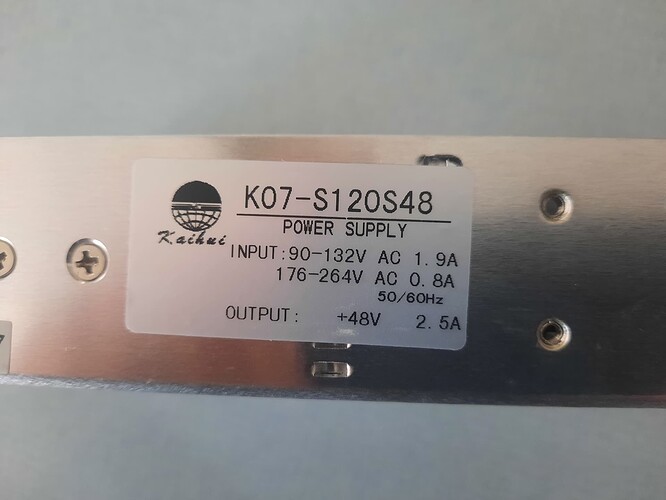 K07-S120S48
POWER SUPPLY
Kaihui
INPUT:90-132V AC 1.9A
176-264V AC 0.8A
50/60Hz
OUTPUT: +48V 2.5A
7